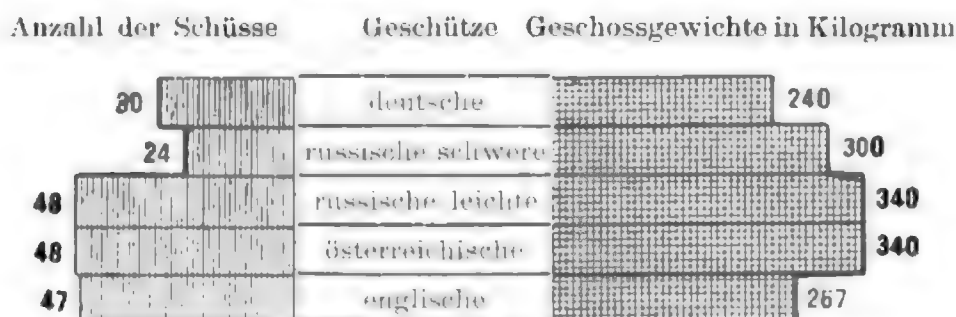 Anzahl der Schüsse Geschütze Geschossgewichte in Kilogramm
30 deutsche 240
24 russische schwere 300
48 russische leichte 340
48 österreichische 340
47 englische 267